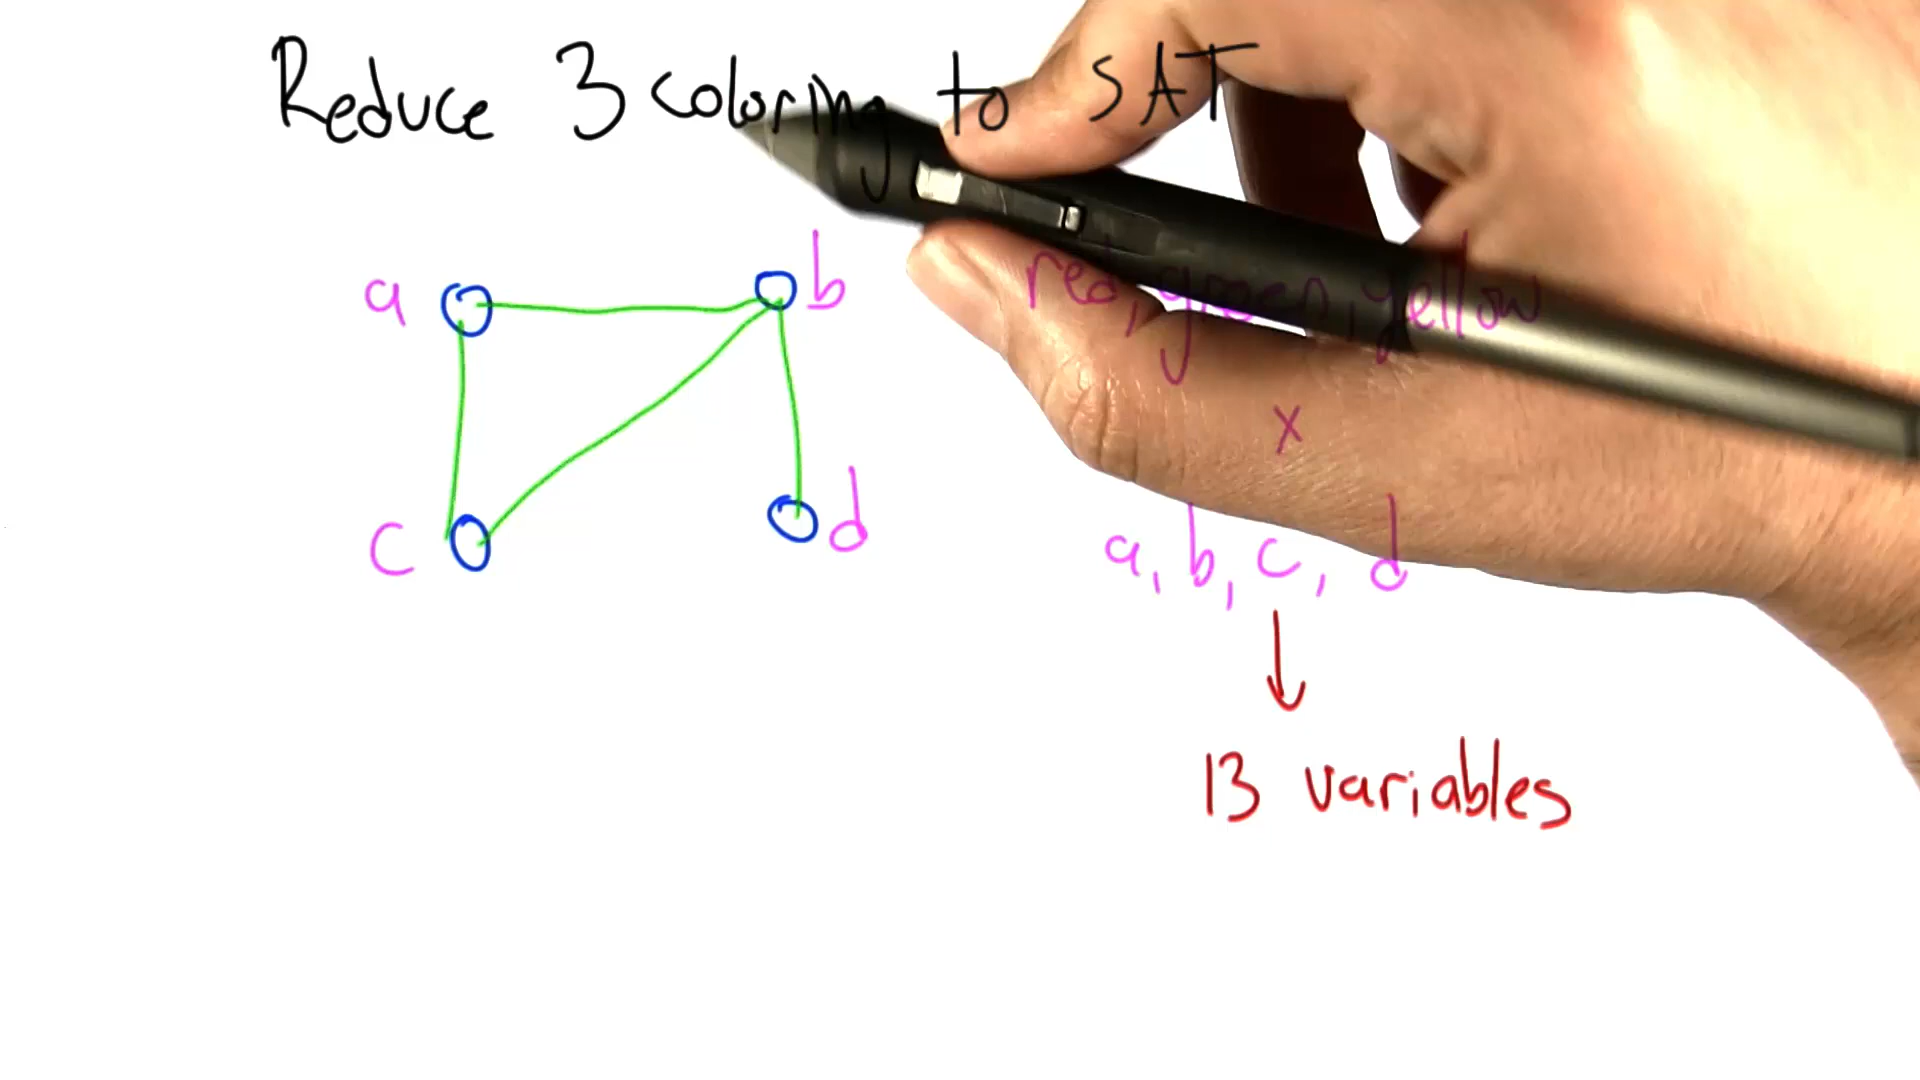 Reduce 3 coloring to SAT
a b red, green, yellow
x
c d a, b, c, d
13 variables